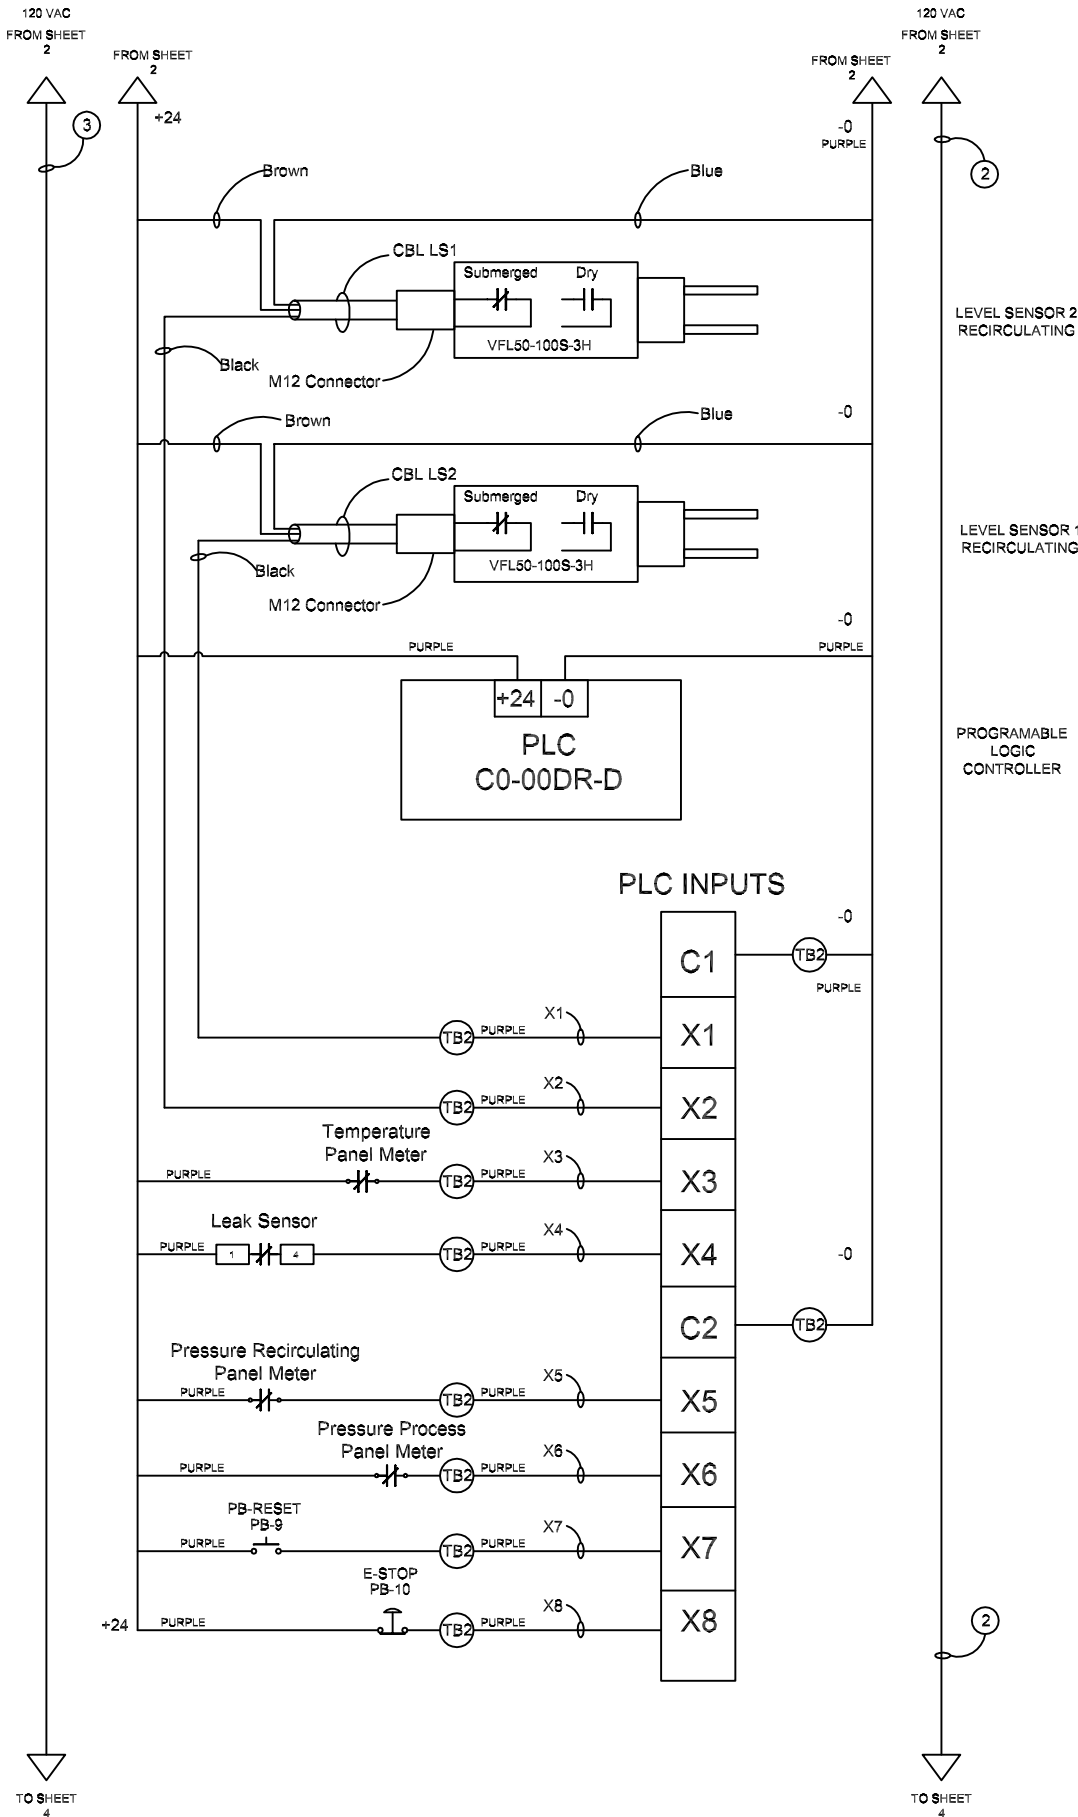 120 VAC
FROM SHEET
2
FROM SHEET
2
FROM SHEET
2
120 VAC
FROM SHEET
2
+24
3
-0
PURPLE
2
Brown
Blue
CBL LS1
Submerged
Dry
VFL50-100S-3H
LEVEL SENSOR 2
RECIRCULATING
Black
M12 Connector
Brown
Blue
-0
CBL LS2
Submerged
Dry
VFL50-100S-3H
LEVEL SENSOR 1
RECIRCULATING
Black
M12 Connector
-0
PURPLE
PURPLE
+24
-0
PLC
C0-00DR-D
PROGRAMABLE
LOGIC
CONTROLLER
PLC INPUTS
-0
C1
TB2
PURPLE
X1
TB2
PURPLE
X1
X2
TB2
PURPLE
X2
Temperature
Panel Meter
PURPLE
X3
TB2
PURPLE
X3
Leak Sensor
PURPLE
1
4
X4
TB2
PURPLE
X4
-0
C2
TB2
Pressure Recirculating
Panel Meter
PURPLE
X5
TB2
PURPLE
X5
Pressure Process
Panel Meter
PURPLE
X6
TB2
PURPLE
X6
PB-RESET
PB-9
PURPLE
X7
TB2
PURPLE
X7
E-STOP
PB-10
+24
PURPLE
X8
TB2
PURPLE
X8
2
TO SHEET
4
TO SHEET
4